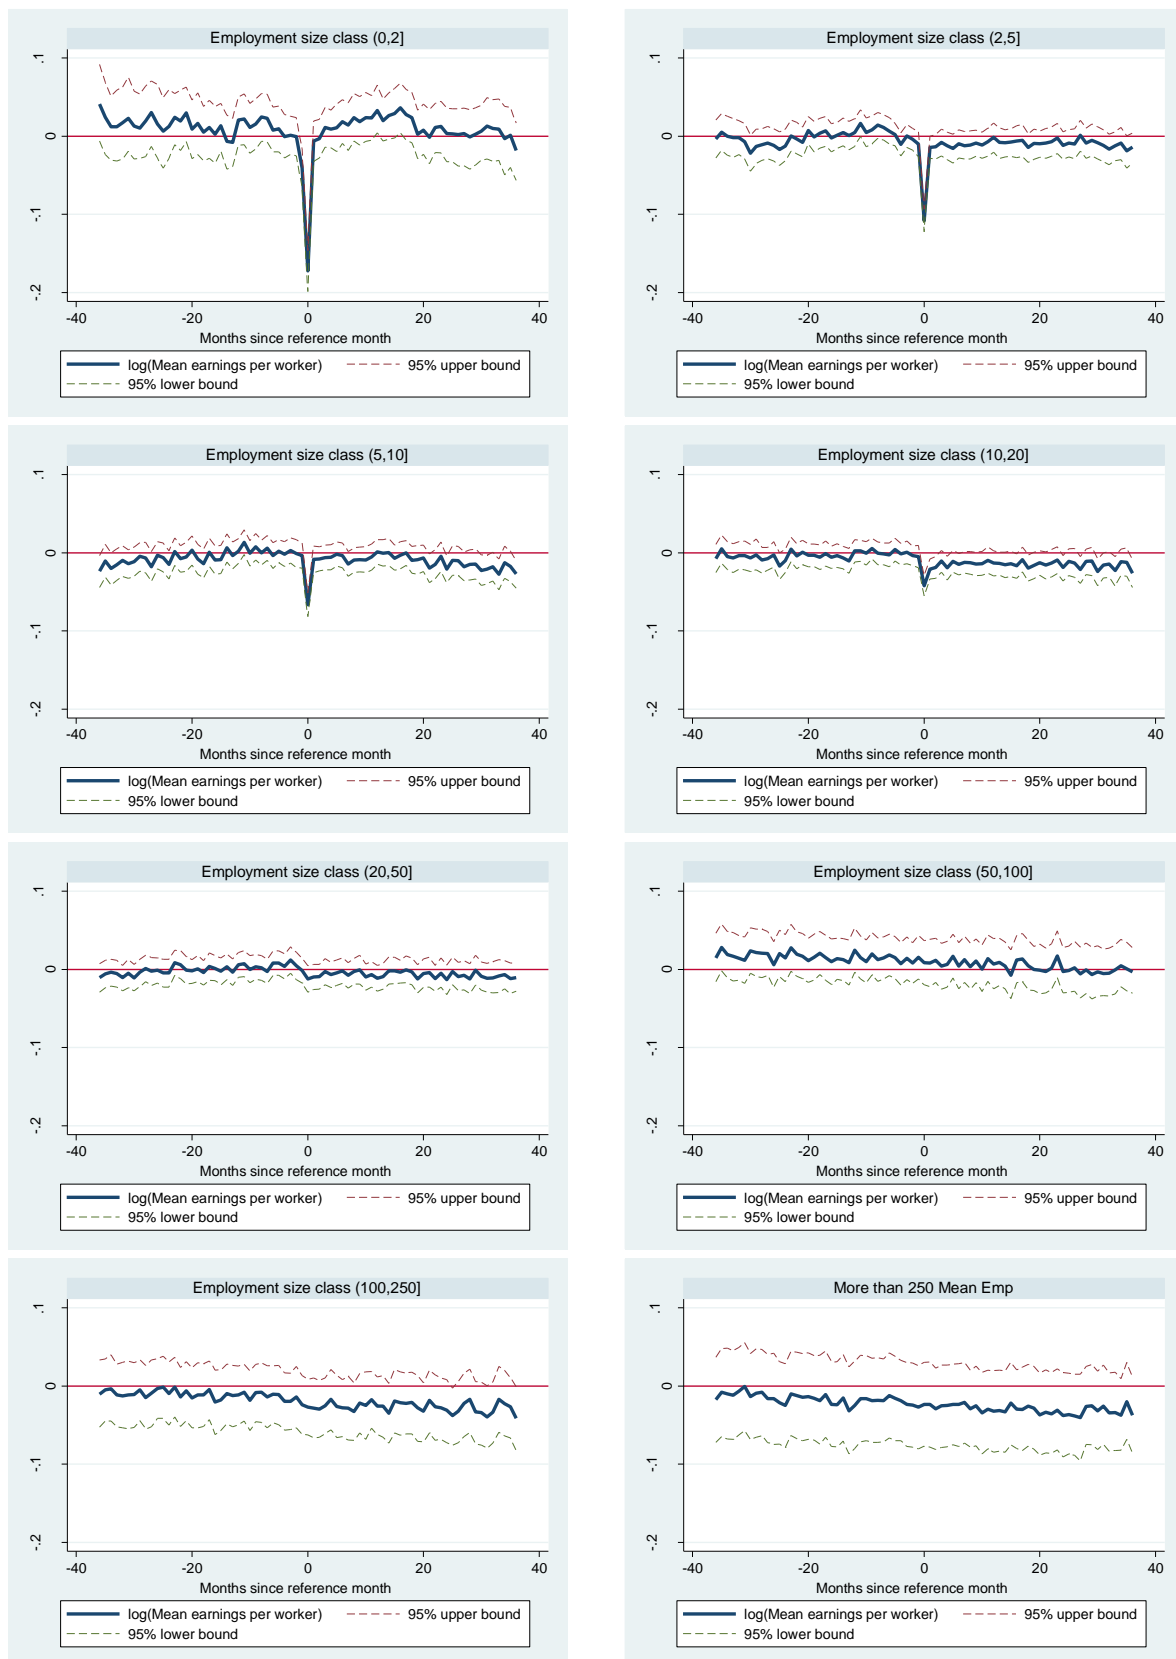 Employment size class (0,2]
.1
0
-.1
-.2
-40 -20 0 20 40
Months since reference month
log(Mean earnings per worker) 95% upper bound
95% lower bound
Employment size class (2,5]
.1
0
-.1
-.2
-40 -20 0 20 40
Months since reference month
log(Mean earnings per worker) 95% upper bound
95% lower bound
Employment size class (5,10]
.1
0
-.1
-.2
-40 -20 0 20 40
Months since reference month
log(Mean earnings per worker) 95% upper bound
95% lower bound
Employment size class (10,20]
.1
0
-.1
-.2
-40 -20 0 20 40
Months since reference month
log(Mean earnings per worker) 95% upper bound
95% lower bound
Employment size class (20,50]
.1
0
-.1
-.2
-40 -20 0 20 40
Months since reference month
log(Mean earnings per worker) 95% upper bound
95% lower bound
Employment size class (50,100]
.1
0
-.1
-.2
-40 -20 0 20 40
Months since reference month
log(Mean earnings per worker) 95% upper bound
95% lower bound
Employment size class (100,250]
.1
0
-.1
-.2
-40 -20 0 20 40
Months since reference month
log(Mean earnings per worker) 95% upper bound
95% lower bound
More than 250 Mean Emp
.1
0
-.1
-.2
-40 -20 0 20 40
Months since reference month
log(Mean earnings per worker) 95% upper bound
95% lower bound